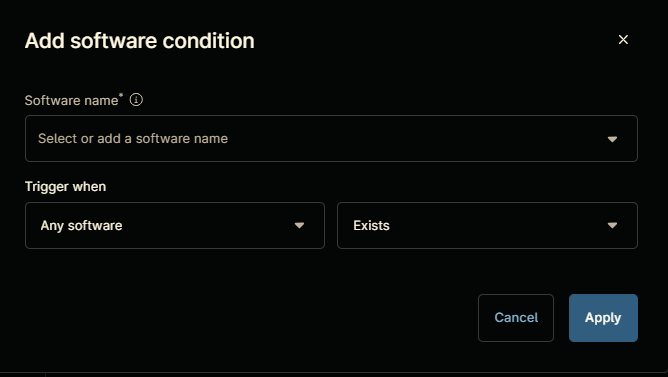 Add software condition
Software name*
Select or add a software name
Trigger when
Any software
Exists
Cancel
Apply